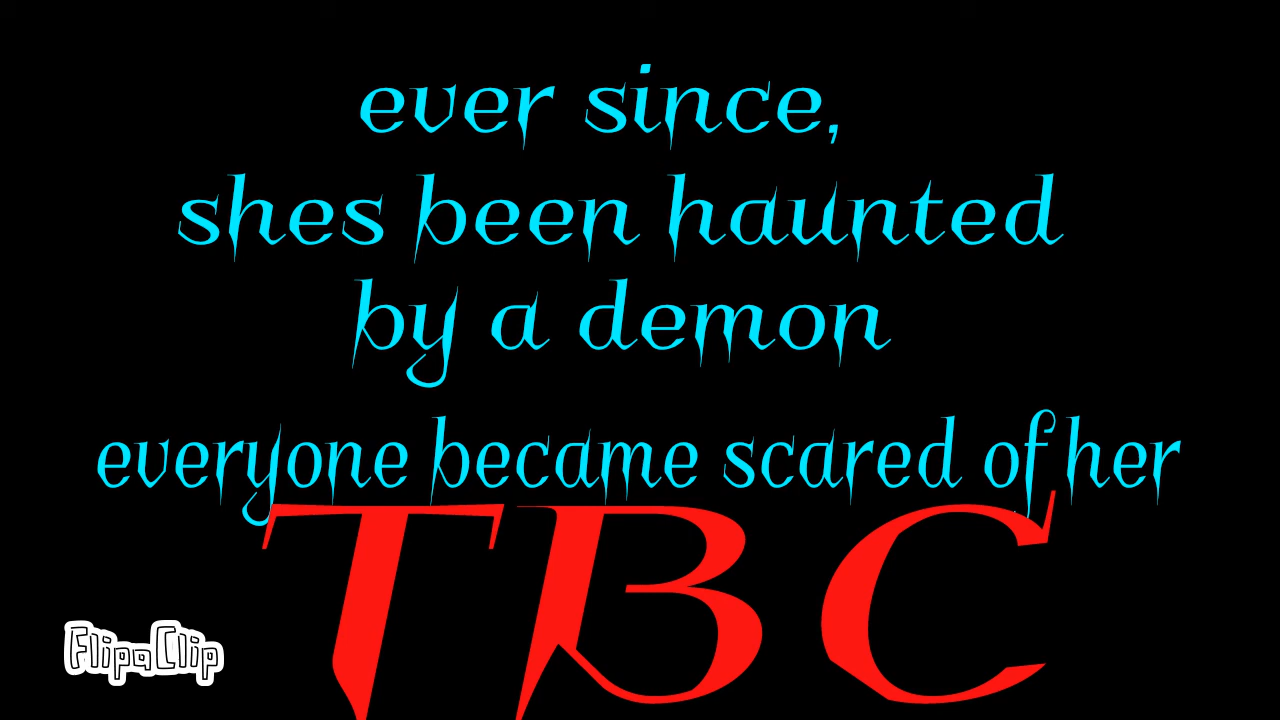 ever since,
shes been haunted
by a demon
everyone became scared of her
TBC
FlipaClip